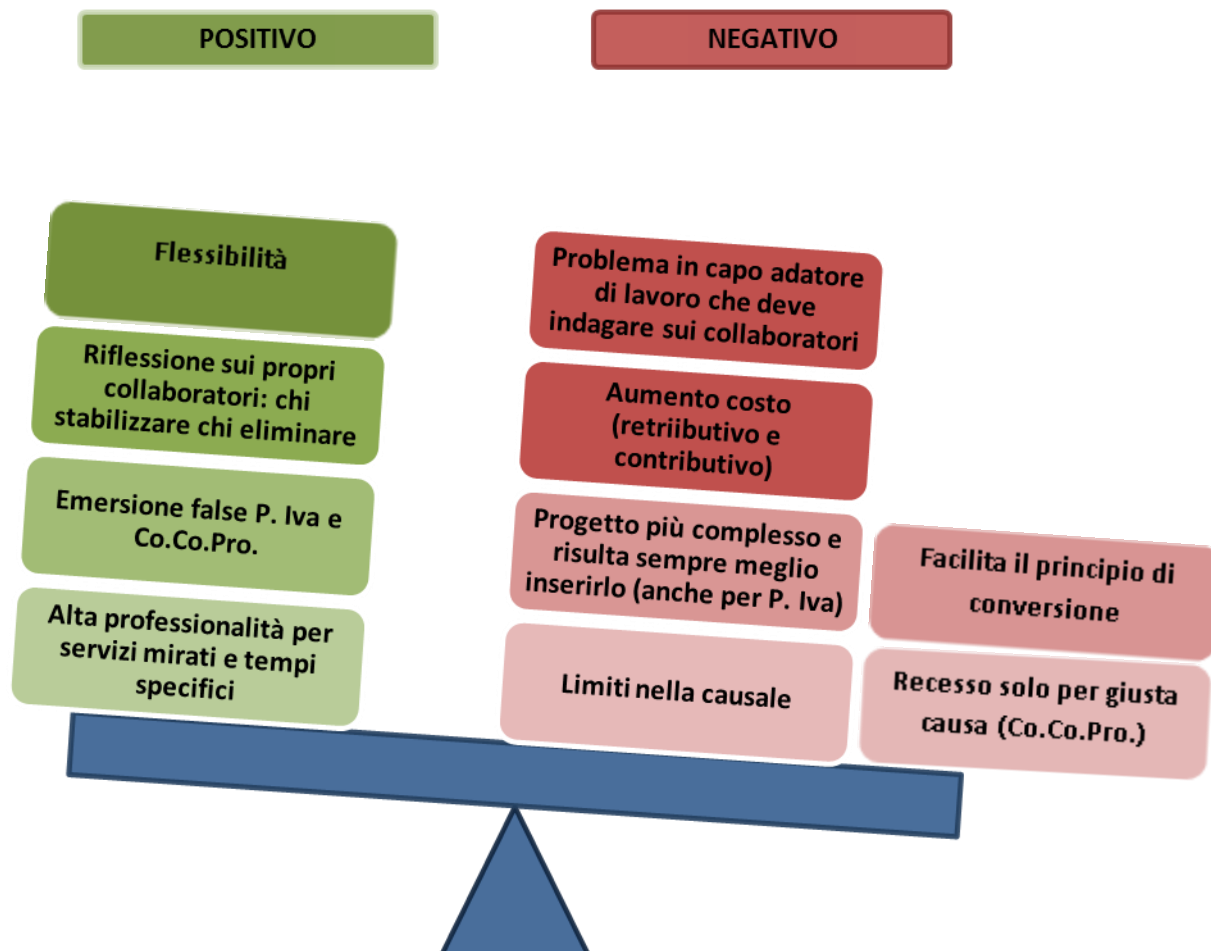 POSITIVO
NEGATIVO
Flessibilità
Riflessione sui propri
collaboratori: chi
stabilizzare chi eliminare
Emersione false P. Iva e
Co.Co.Pro.
Alta professionalità per
servizi mirati e tempi
specifici
Problema in capo adatore
di lavoro che deve
indagare sui collaboratori
Aumento costo
(retriibutivo e
contributivo)
Progetto più complesso e
risulta sempre meglio
inserirlo (anche per P. Iva)
Limiti nella causale
Facilita il principio di
conversione
Recesso solo per giusta
causa (Co.Co.Pro.)